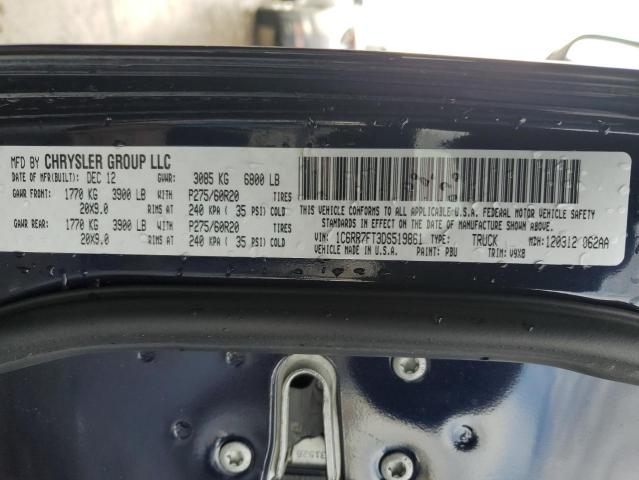 MFD BY CHRYSLER GROUP LLC
DATE OF MFR(BUILT): DEC 12 GVWR: 3085 KG 6800 LB
GAWR FRONT: 1770 KG 3900 LB WITH P275/60R20 TIRES
20X9.0 RIMS AT 240 KPA ( 35 PSI) COLD
GAWR REAR: 1770 KG 3900 LB WITH P275/60R20 TIRES
20X9.0 RIMS AT 240 KPA ( 35 PSI) COLD
THIS VEHICLE CONFORMS TO ALL APPLICABLE U.S.A. FEDERAL MOTOR VEHICLE SAFETY
STANDARDS IN EFFECT ON THE DATE OF MANUFACTURE SHOWN ABOVE.
VIN: 1C6RR7FT3DS519861 TYPE: TRUCK MDH: 120312 062AA
VEHICLE MADE IN U.S.A. PAINT: PBU TRIM: V9X8
31526